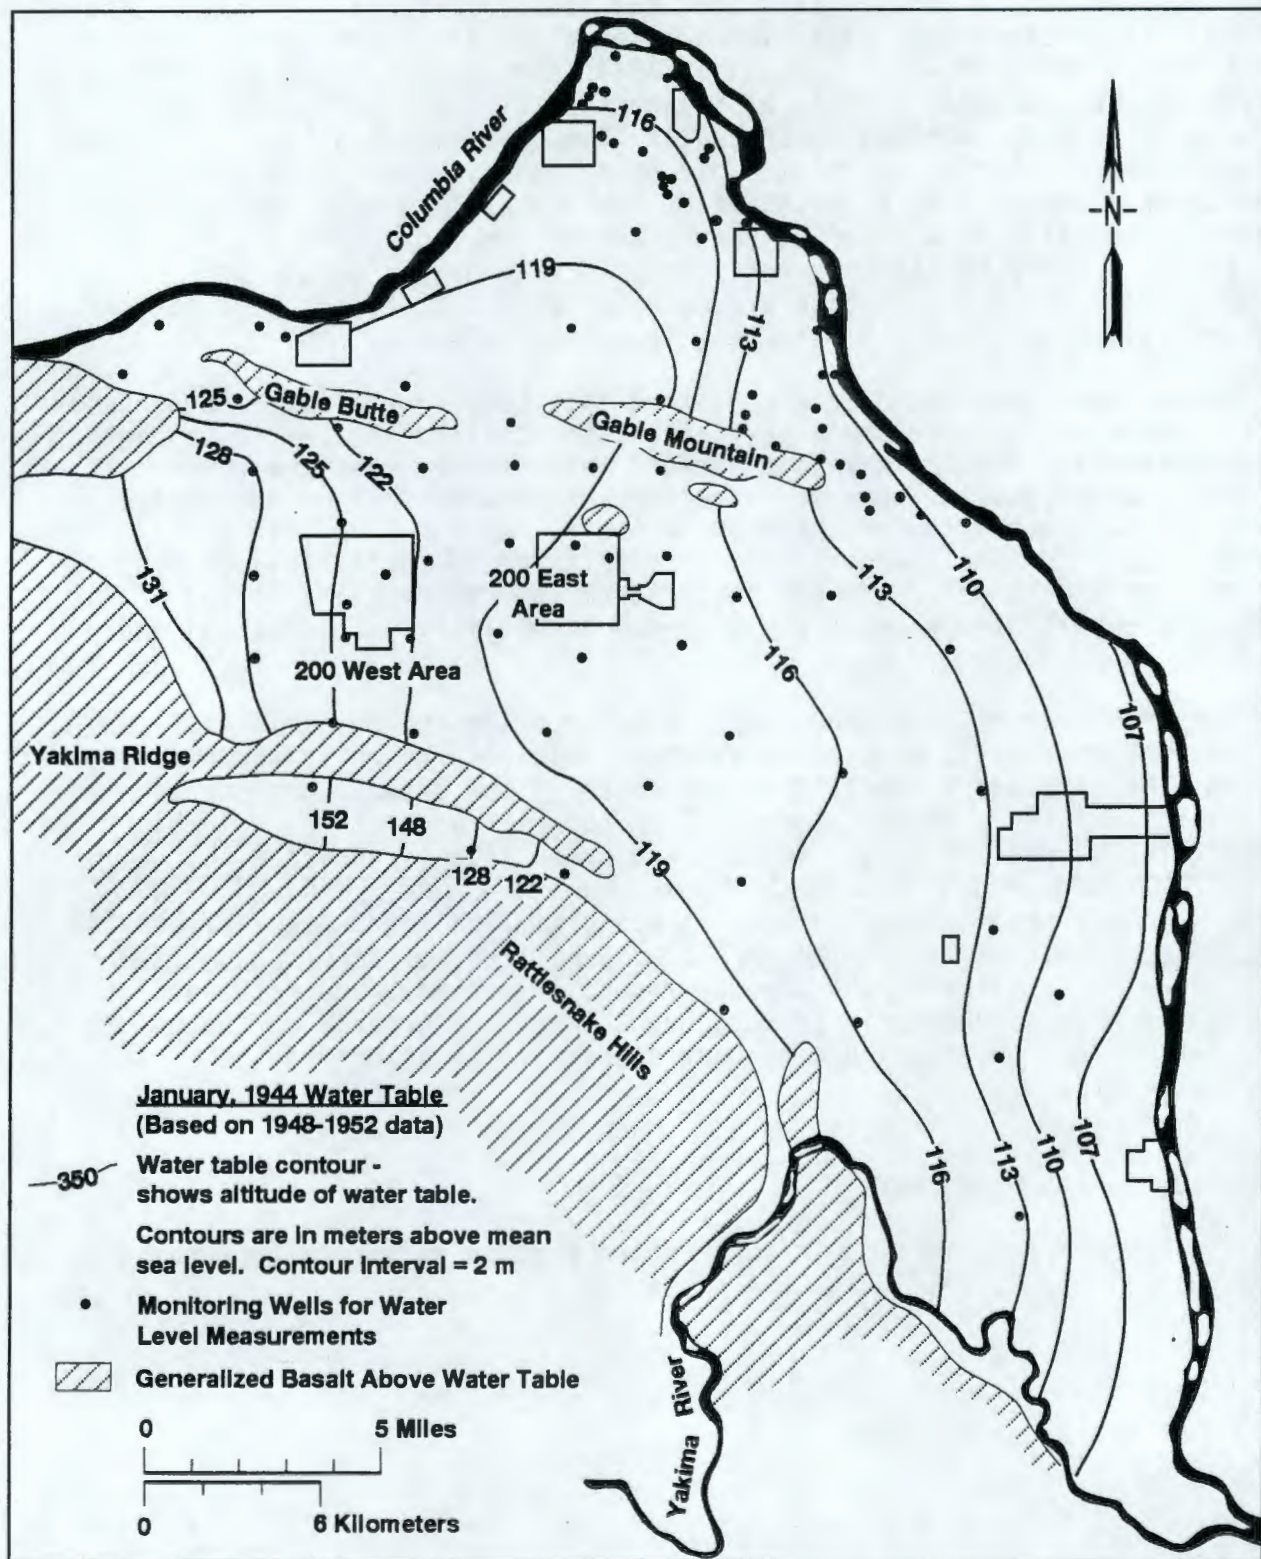 116
Columbia River
N
119
113
125
Gable Butte
Gable Mountain
128
125
122
110
113
131
200 East
Area
116
200 West Area
107
Yakima Ridge
152
148
119
128
122
Rattlesnake Hills
January, 1944 Water Table
(Based on 1948-1952 data)
350
Water table contour -
shows altitude of water table.
116
113
110
107
Contours are in meters above mean
sea level. Contour Interval = 2 m
Monitoring Wells for Water
Level Measurements
Generalized Basalt Above Water Table
Yakima River
0
5 Miles
0
6 Kilometers